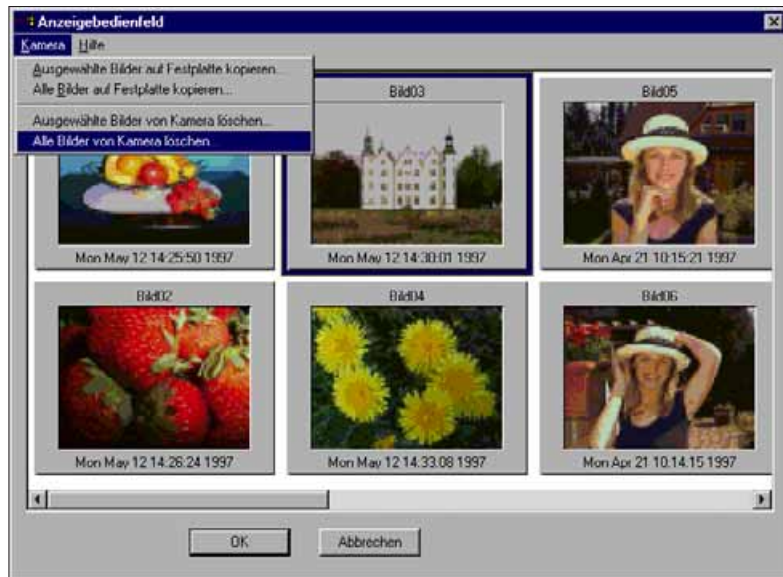 Anzeigebedienfeld
Kamera Hilfe
Ausgewählte Bilder auf Festplatte kopieren...
Alle Bilder auf Festplatte kopieren...
Ausgewählte Bilder von Kamera löschen...
Alle Bilder von Kamera löschen...
Bild03
Bild05
Mon May 12 14:25:50 1997
Mon May 12 14:30:01 1997
Mon Apr 21 10:15:21 1997
Bild02
Bild04
Bild06
Mon May 12 14:26:24 1997
Mon May 12 14:33:08 1997
Mon Apr 21 10:14:15 1997
OK
Abbrechen